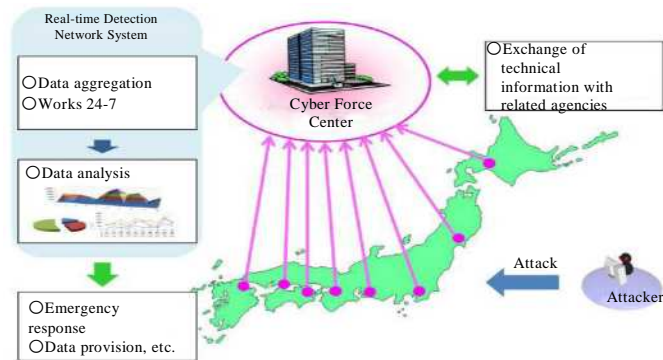 Real-time Detection
Network System
○Data aggregation
○Works 24-7
○Data analysis
○Emergency
response
○Data provision, etc.
Cyber Force
Center
○Exchange of
technical
information with
related agencies
Attack
Attacker